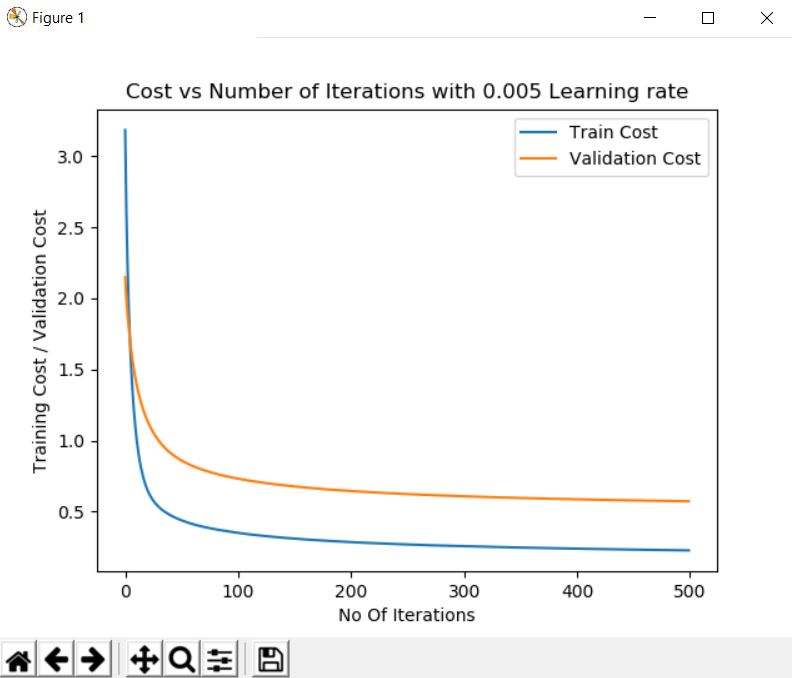 Figure 1
Cost vs Number of Iterations with 0.005 Learning rate
Train Cost
Validation Cost
3.0
2.5
2.0
1.5
1.0
0.5
Training Cost / Validation Cost
0 100 200 300 400 500
No Of Iterations